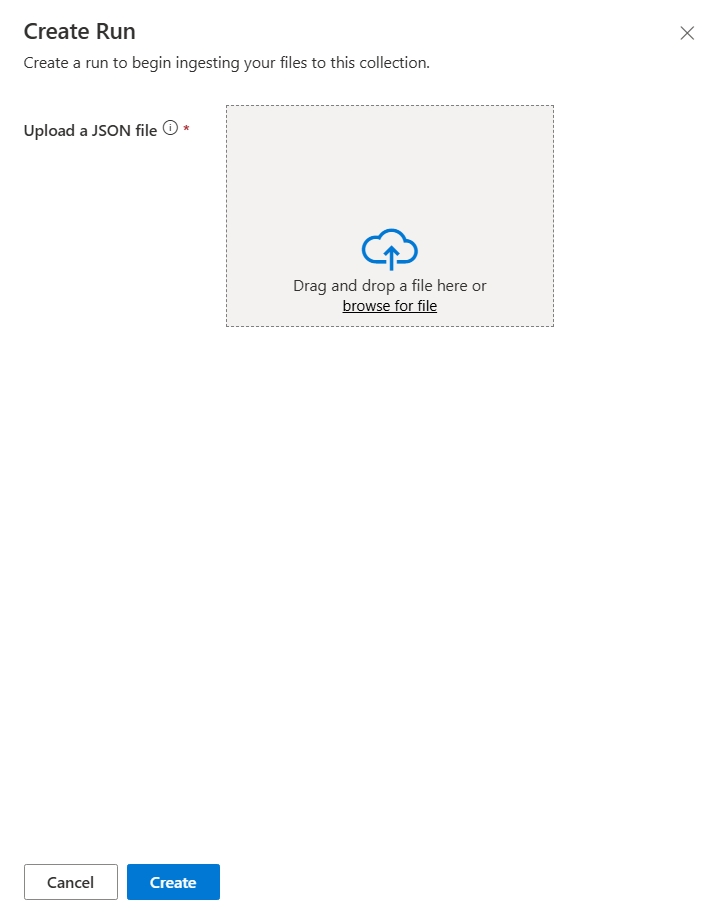 Create Run
Create a run to begin ingesting your files to this collection.
Upload a JSON file *
Drag and drop a file here or
browse for file
Cancel
Create